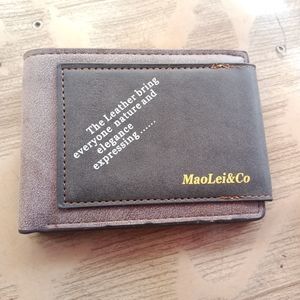 The Leather bring
everyone nature and
elegance
expressing ......
MaoLei&Co